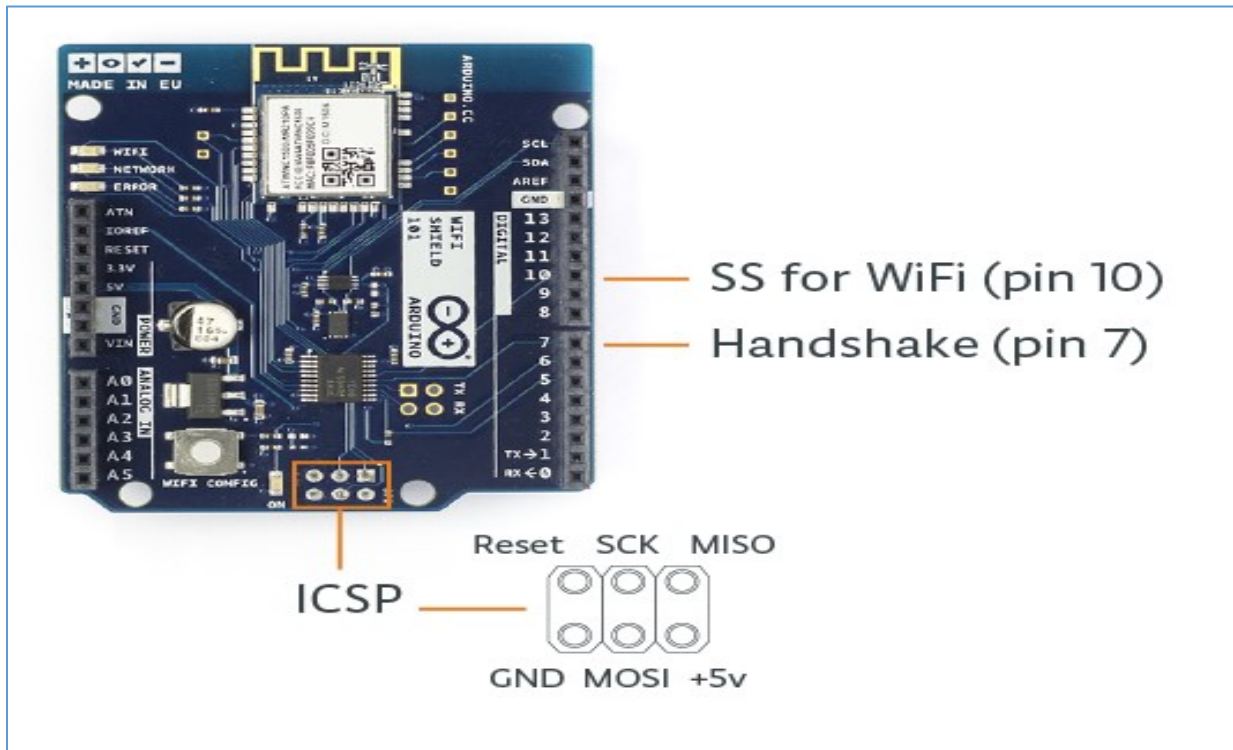 MADE IN EU
ARDUINO.CC
WIFI
NETWORK
ERROR
ATN
IOREF
RESET
3.3V
5V
GND
VIN
POWER
A0
A1
A2
A3
A4
A5
ANALOG IN
WIFI CONFIG
ON
WIFI
SHIELD
101
ARDUINO
TX
RX
SCL
SDA
AREF
GND
13
12
11
10
9
8
DIGITAL
7
6
5
4
3
2
TX→1
RX←0
SS for WiFi (pin 10)
Handshake (pin 7)
ICSP
Reset SCK MISO
GND MOSI +5v